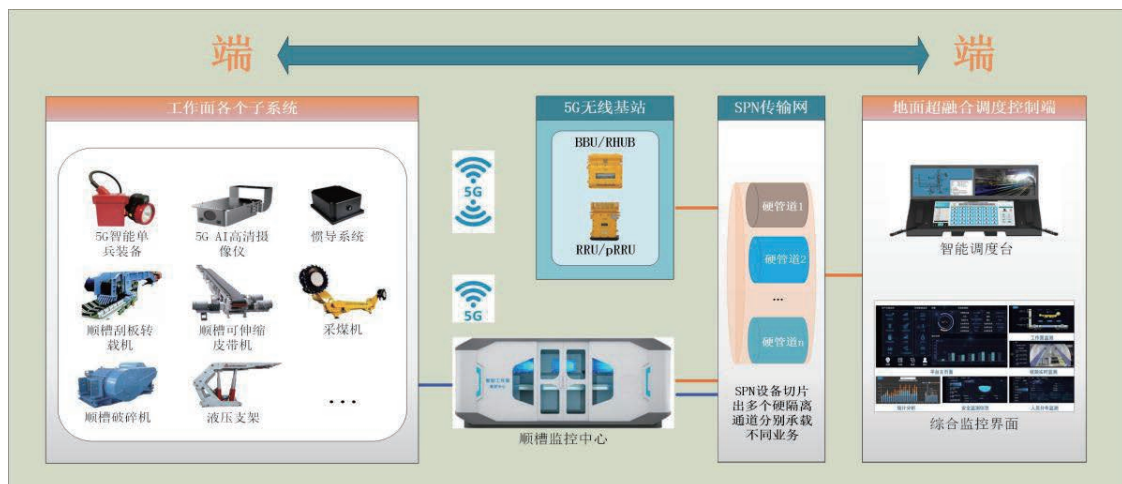 端
端
工作面各个子系统
5G智能单
兵装备
5G AI高清摄
像仪
惯导系统
顺槽刮板转
载机
顺槽可伸缩
皮带机
采煤机
顺槽破碎机
液压支架
...
5G
5G
顺槽监控中心
5G无线基站
BBU/RHUB
RRU/pRRU
SPN传输网
硬管道1
硬管道2
...
硬管道n
SPN设备切片
出多个硬隔离
通道分别承载
不同业务
地面超融合调度控制端
智能调度台
综合监控界面